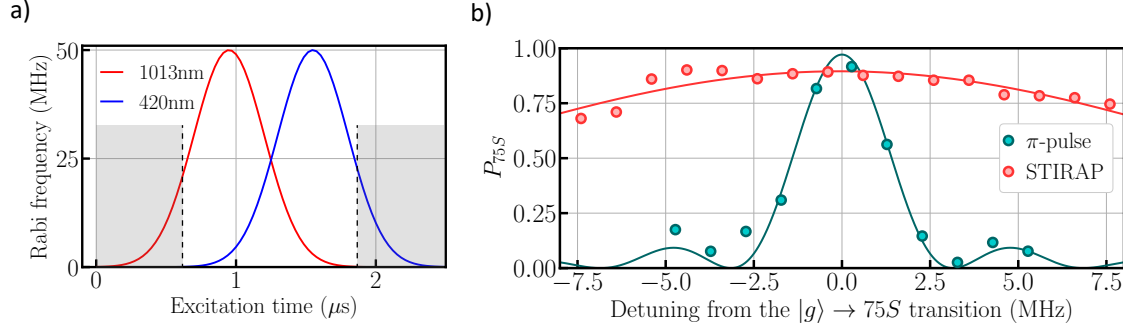 a)
Rabi frequency (MHz)
50
25
0
1013nm
420nm
0
1
2
Excitation time (μs)
b)
P75S
1.00
0.75
0.50
0.25
0.00
π-pulse
STIRAP
−7.5
−5.0
−2.5
0.0
2.5
5.0
7.5
Detuning from the |g⟩ → 75S transition (MHz)